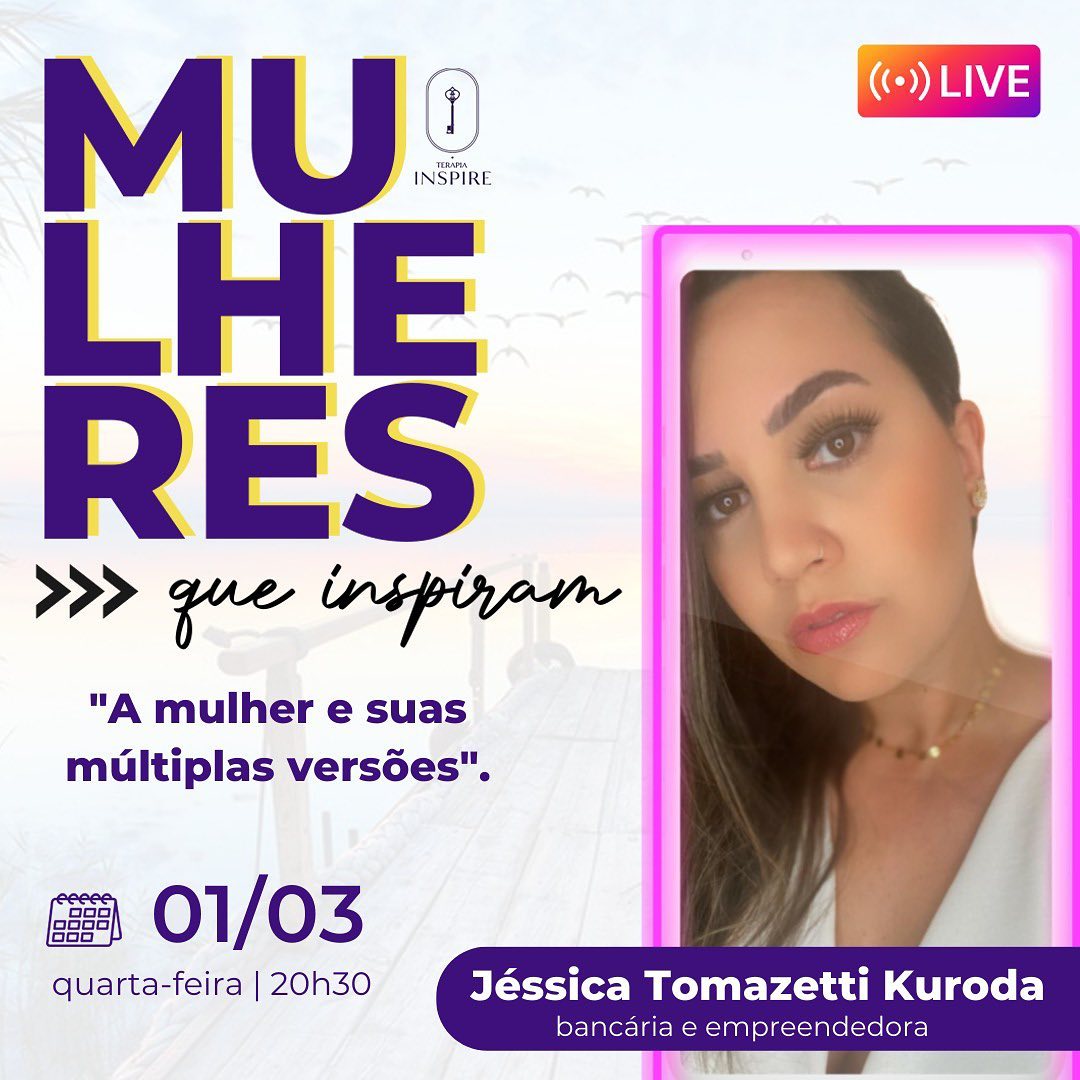 MU
LHE
RES
TERAPIA
INSPIRE
LIVE
>>> que inspiram
"A mulher e suas
múltiplas versões".
01/03
quarta-feira | 20h30
Jéssica Tomazetti Kuroda
bancária e empreendedora